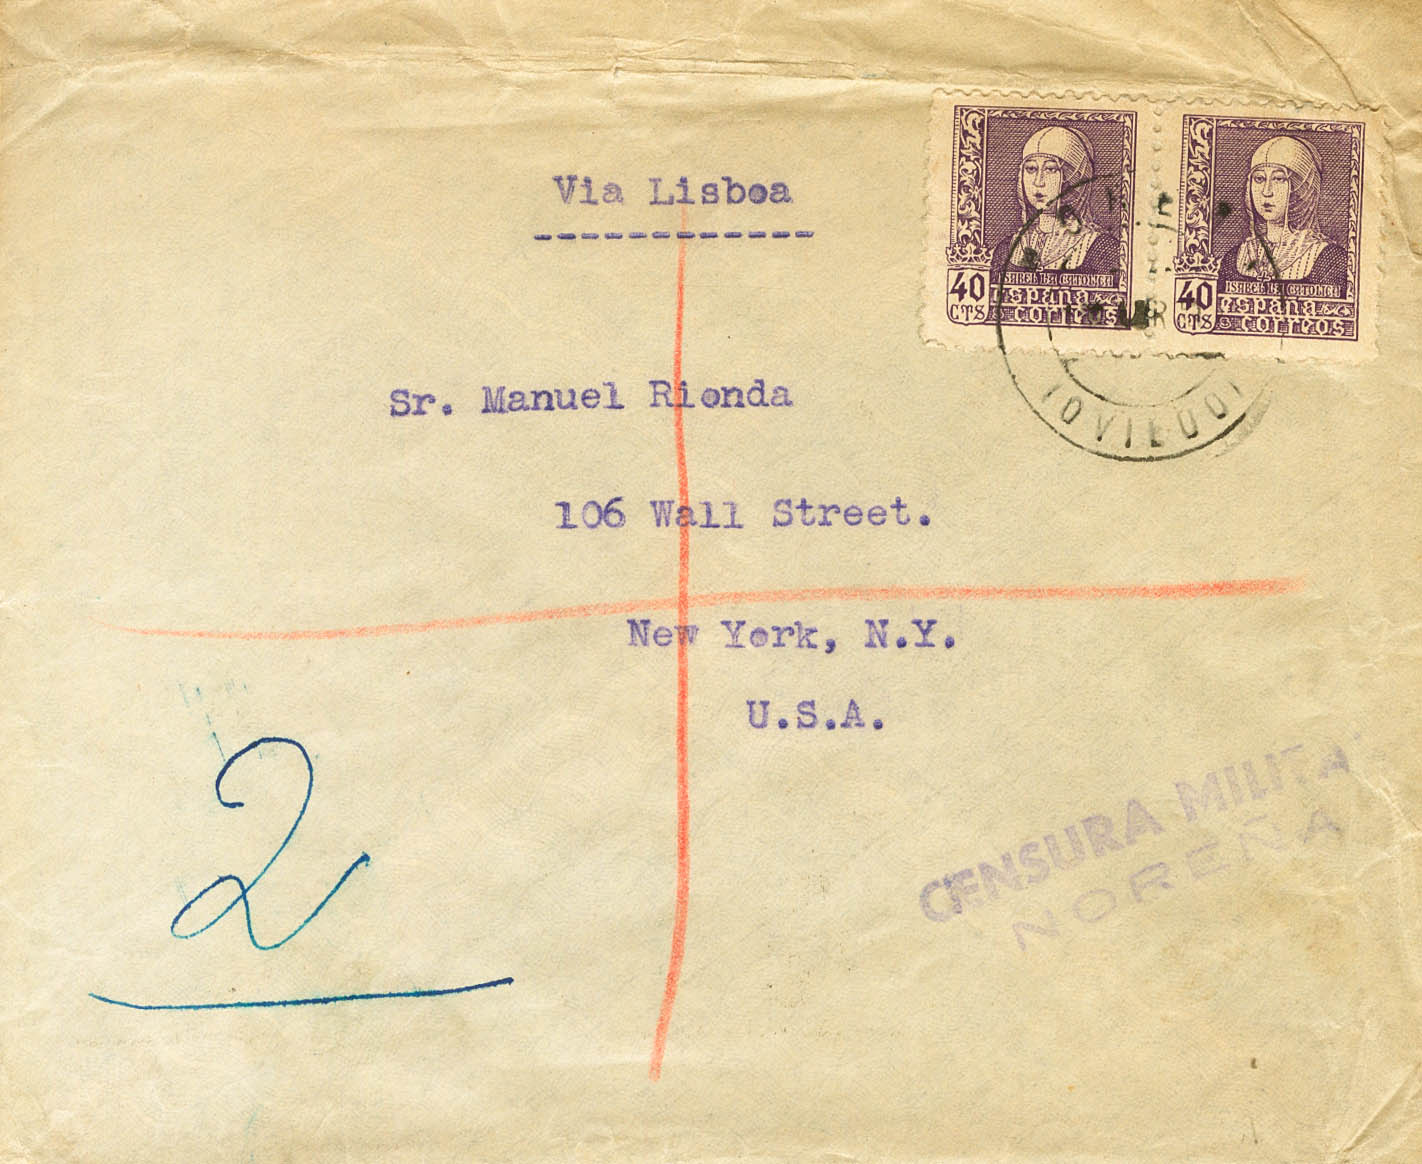 Via Lisboa
------------
ISABEL LA CATOLICA
40 CTS
España
correos
ISABEL LA CATOLICA
40 CTS
España
correos
(OVIEDO)
Sr. Manuel Rionda
106 Wall Street.
New York, N.Y.
U.S.A.
2
CENSURA MILITA
NOREÑA